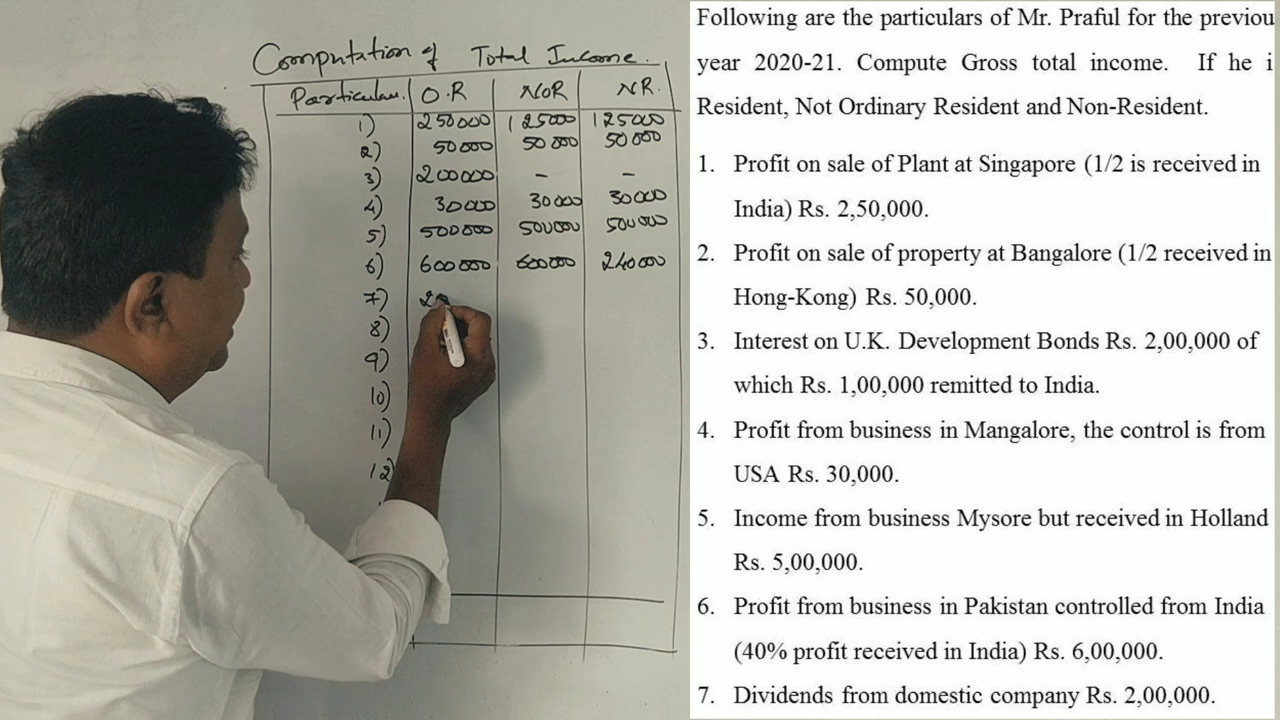 Computation of Total Income.
Particulars. O.R NOR NR.
1) 250000 125000 125000
2) 50000 50000 50000
3) 200000 - -
4) 30000 30000 30000
5) 500000 500000 500000
6) 600000 600000 240000
7) 20
8)
9)
10)
11)
12)
Following are the particulars of Mr. Praful for the previou
year 2020-21. Compute Gross total income. If he i
Resident, Not Ordinary Resident and Non-Resident.
1. Profit on sale of Plant at Singapore (1/2 is received in
India) Rs. 2,50,000.
2. Profit on sale of property at Bangalore (1/2 received in
Hong-Kong) Rs. 50,000.
3. Interest on U.K. Development Bonds Rs. 2,00,000 of
which Rs. 1,00,000 remitted to India.
4. Profit from business in Mangalore, the control is from
USA Rs. 30,000.
5. Income from business Mysore but received in Holland
Rs. 5,00,000.
6. Profit from business in Pakistan controlled from India
(40% profit received in India) Rs. 6,00,000.
7. Dividends from domestic company Rs. 2,00,000.